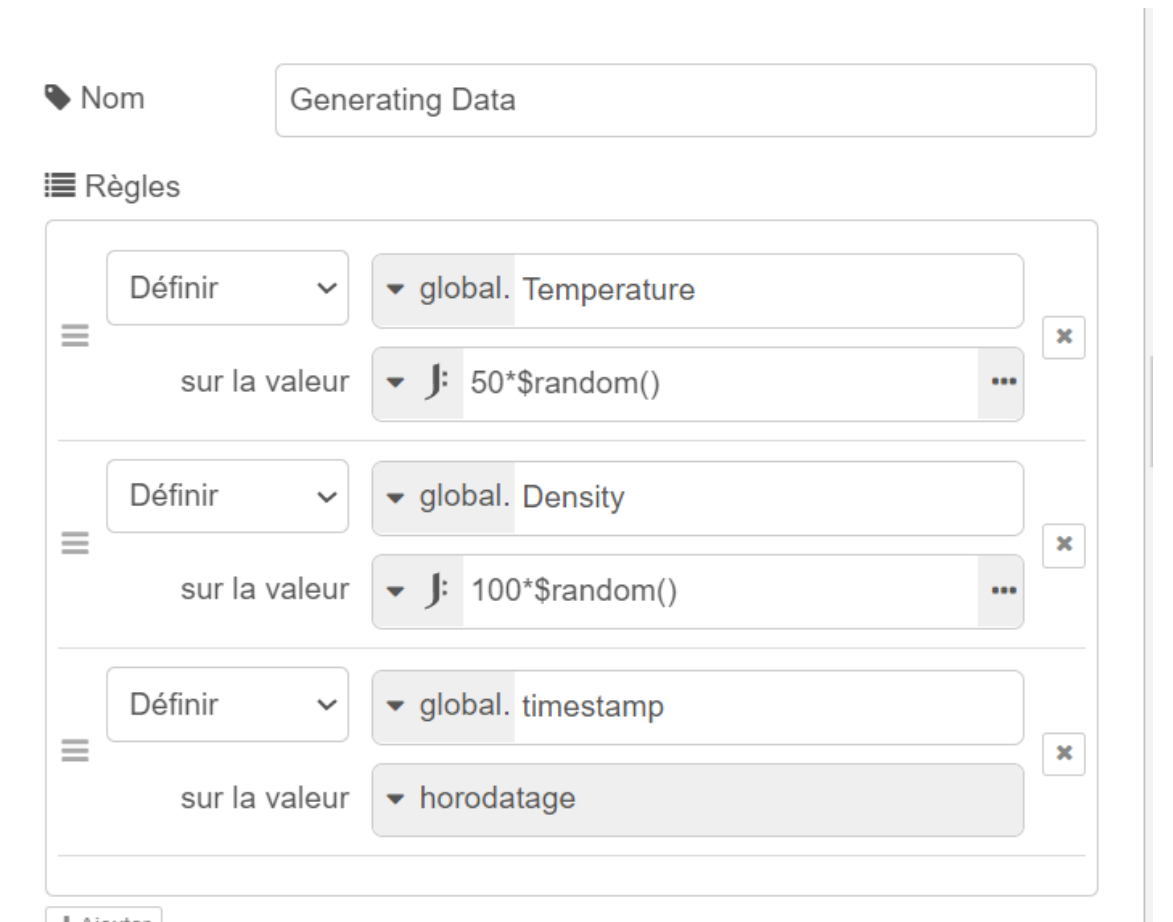 Nom
Generating Data
Règles
Définir
global. Temperature
sur la valeur
J: 50*$random()
Définir
global. Density
sur la valeur
J: 100*$random()
Définir
global. timestamp
sur la valeur
horodatage
Ajouter